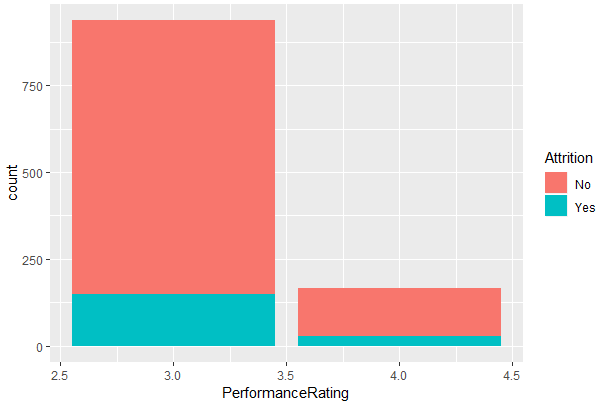 750
500
250
0
count
2.5 3.0 3.5 4.0 4.5
PerformanceRating
Attrition
No
Yes